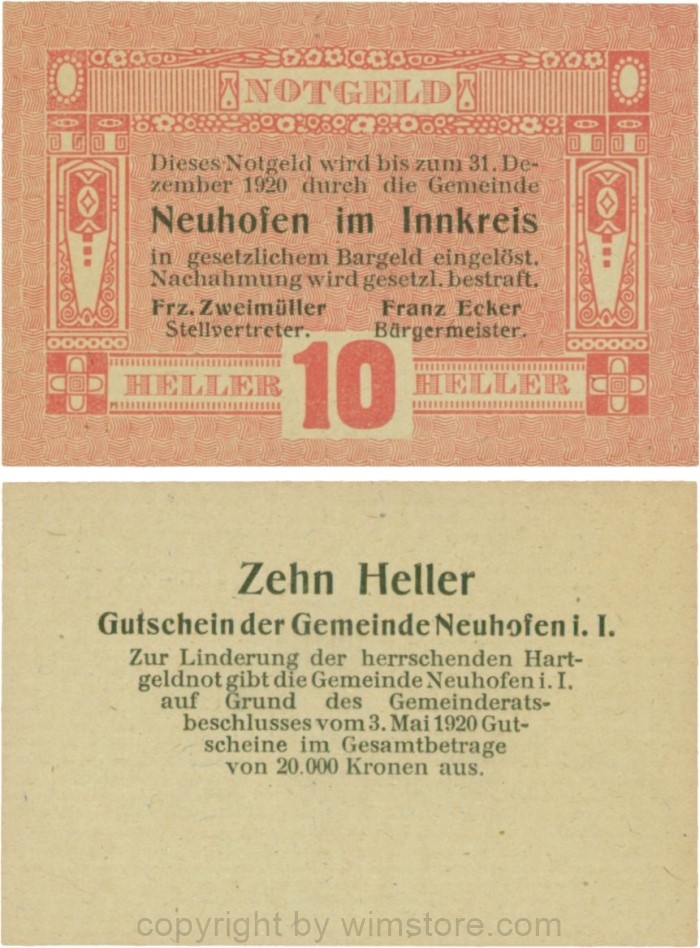 NOTGELD
Dieses Notgeld wird bis zum 31. De-
zember 1920 durch die Gemeinde
Neuhofen im Innkreis
in gesetzlichem Bargeld eingelöst.
Nachahmung wird gesetzl. bestraft.
Frz. Zweimüller Franz Ecker
Stellvertreter. Bürgermeister.
HELLER 10 HELLER
Zehn Heller
Gutschein der Gemeinde Neuhofen i. I.
Zur Linderung der herrschenden Hart-
geldnot gibt die Gemeinde Neuhofen i. I.
auf Grund des Gemeinderats-
beschlusses vom 3. Mai 1920 Gut-
scheine im Gesamtbetrage
von 20.000 Kronen aus.
copyright by wimstore.com